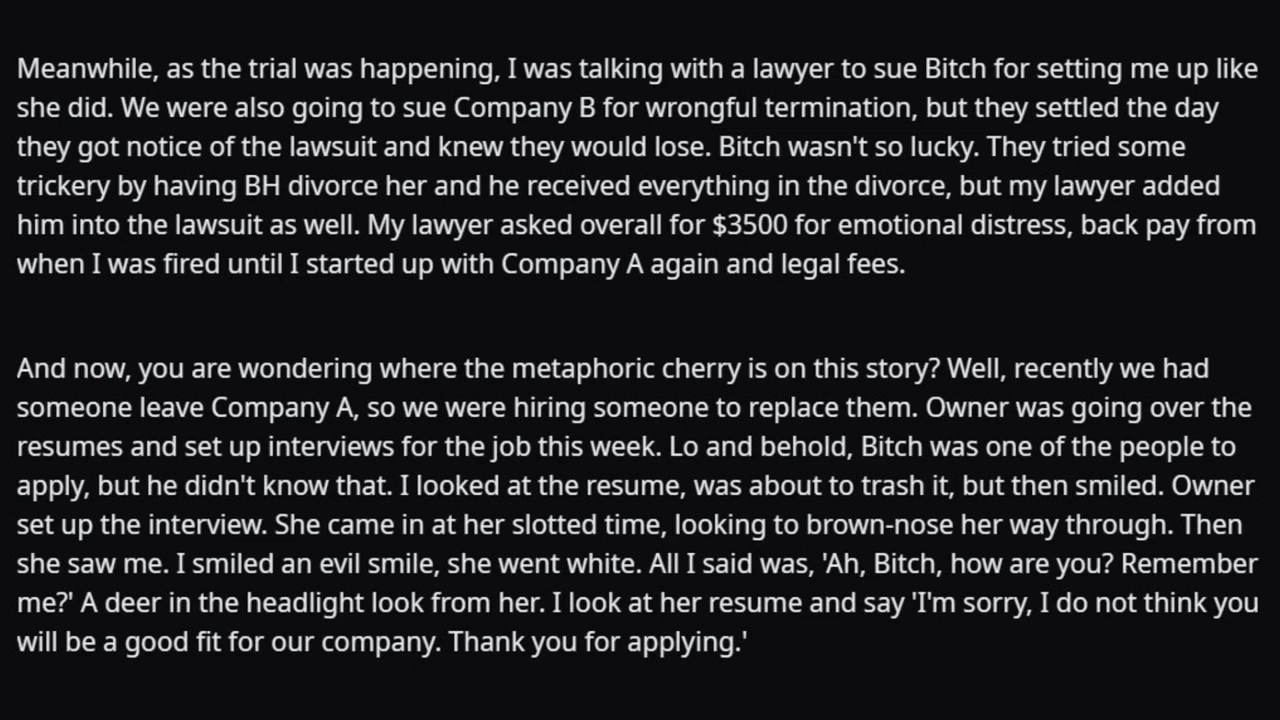 Meanwhile, as the trial was happening, I was talking with a lawyer to sue Bitch for setting me up like
she did. We were also going to sue Company B for wrongful termination, but they settled the day
they got notice of the lawsuit and knew they would lose. Bitch wasn't so lucky. They tried some
trickery by having BH divorce her and he received everything in the divorce, but my lawyer added
him into the lawsuit as well. My lawyer asked overall for $3500 for emotional distress, back pay from
when I was fired until I started up with Company A again and legal fees.
And now, you are wondering where the metaphoric cherry is on this story? Well, recently we had
someone leave Company A, so we were hiring someone to replace them. Owner was going over the
resumes and set up interviews for the job this week. Lo and behold, Bitch was one of the people to
apply, but he didn't know that. I looked at the resume, was about to trash it, but then smiled. Owner
set up the interview. She came in at her slotted time, looking to brown-nose her way through. Then
she saw me. I smiled an evil smile, she went white. All I said was, 'Ah, Bitch, how are you? Remember
me?' A deer in the headlight look from her. I look at her resume and say 'I'm sorry, I do not think you
will be a good fit for our company. Thank you for applying.'